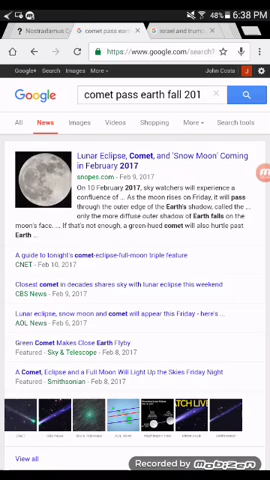 48% 6:38 PM
? Nostradamus C
comet pass eart
israel and trum
https://www.google.com/search?
Google+ Search Images More John Costa J
Google comet pass earth fall 201
All News Images Videos Shopping More Search tools
Lunar Eclipse, Comet, and 'Snow Moon' Coming
in February 2017
snopes.com - Feb 9, 2017
On 10 February 2017, sky watchers will experience a
confluence of ... As the moon rises on Friday, it will pass
through the outer edge of the Earth's shadow, called the ...
only the more diffuse outer shadow of Earth falls on the
moon's face. ... If that's not enough, a green-hued comet will also hurtle past
Earth ...
A guide to tonight's comet-eclipse-full-moon triple feature
CNET - Feb 10, 2017
Closest comet in decades shares sky with lunar eclipse this weekend
CBS News - Feb 9, 2017
Lunar eclipse, snow moon and comet will appear this Friday - here's ...
AOL News - Feb 6, 2017
Green Comet Makes Close Earth Flyby
Featured - Sky & Telescope - Feb 8, 2017
A Comet, Eclipse and a Full Moon Will Light Up the Skies Friday Night
Featured - Smithsonian - Feb 8, 2017
ATCH LIVE
CNET
View all
Recorded by MOBIZEN